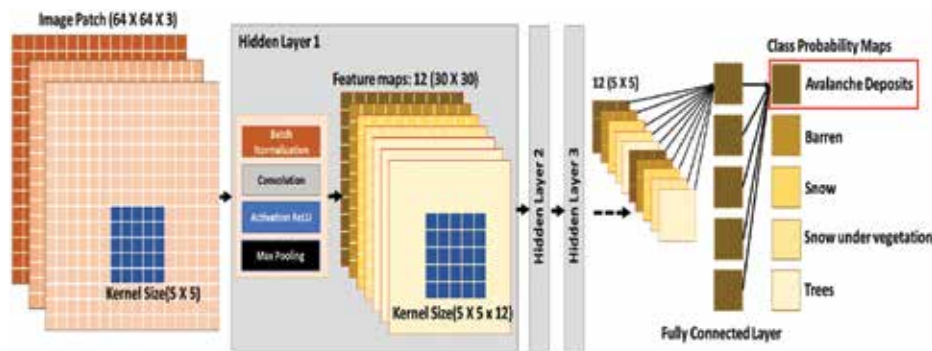 Image Patch (64 X 64 X 3)
Kernel Size(5 X 5)
Hidden Layer 1
Batch
Normalization
Convolution
Activation ReLU
Max Pooling
Feature maps: 12 (30 X 30)
Kernel Size(5 X 5 x 12)
Hidden Layer 2
Hidden Layer 3
12 (5 X 5)
Fully Connected Layer
Class Probability Maps
Avalanche Deposits
Barren
Snow
Snow under vegetation
Trees